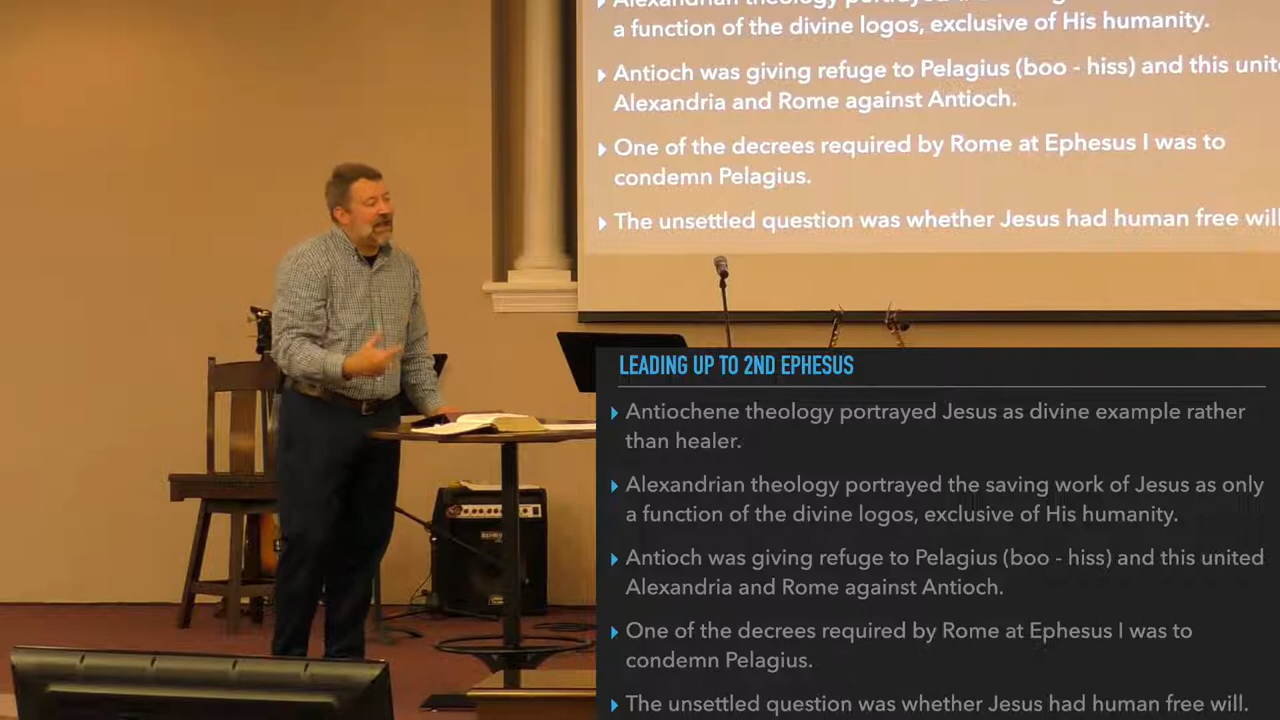 a function of the divine logos, exclusive of His humanity.
Antioch was giving refuge to Pelagius (boo - hiss) and this
Alexandria and Rome against Antioch.
One of the decrees required by Rome at Ephesus I was to
condemn Pelagius.
The unsettled question was whether Jesus had human free will
LEADING UP TO 2ND EPHESUS
Antiochene theology portrayed Jesus as divine example rather
than healer.
Alexandrian theology portrayed the saving work of Jesus as only
a function of the divine logos, exclusive of His humanity.
Antioch was giving refuge to Pelagius (boo - hiss) and this united
Alexandria and Rome against Antioch.
One of the decrees required by Rome at Ephesus I was to
condemn Pelagius.
The unsettled question was whether Jesus had human free will.